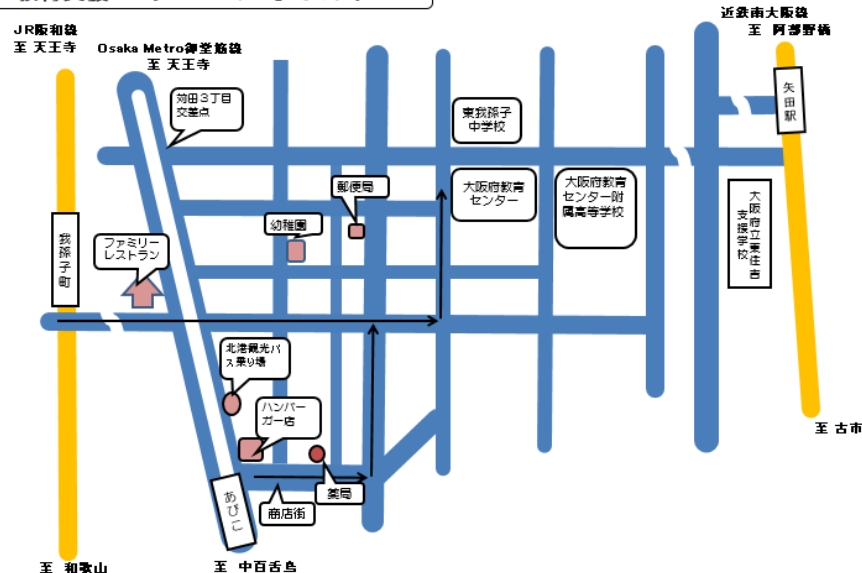 近鉄南大阪線
至 阿部野橋
JR阪和線
至 天王寺
Osaka Metro御堂筋線
至 天王寺
苅田3丁目
交差点
矢田駅
東我孫子
中学校
郵便局
大阪府教育
センター
大阪府教育
センター附
属高等学校
大阪府立東住吉
支援学校
幼稚園
我孫子町
ファミリー
レストラン
北港観光バ
ス乗り場
ハンバー
ガー店
至 古市
あびこ
薬局
商店街
至 和歌山
至 中百舌鳥